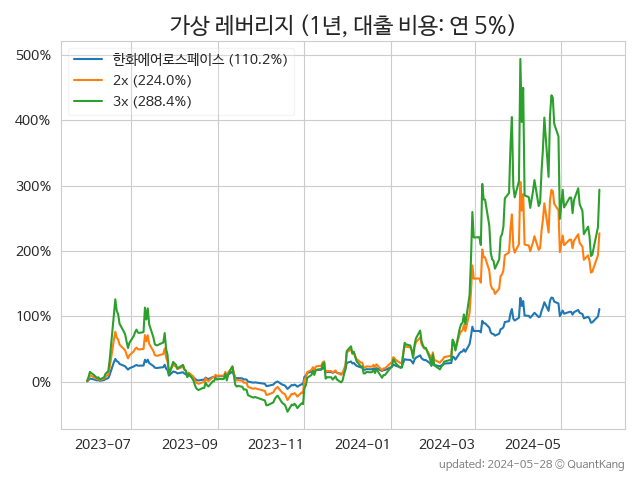 가상 레버리지 (1년, 대출 비용: 연 5%)
500%
400%
300%
200%
100%
0%
한화에어로스페이스 (110.2%)
2x (224.0%)
3x (288.4%)
2023-07
2023-09
2023-11
2024-01
2024-03
2024-05
updated: 2024-05-28 © QuantKang